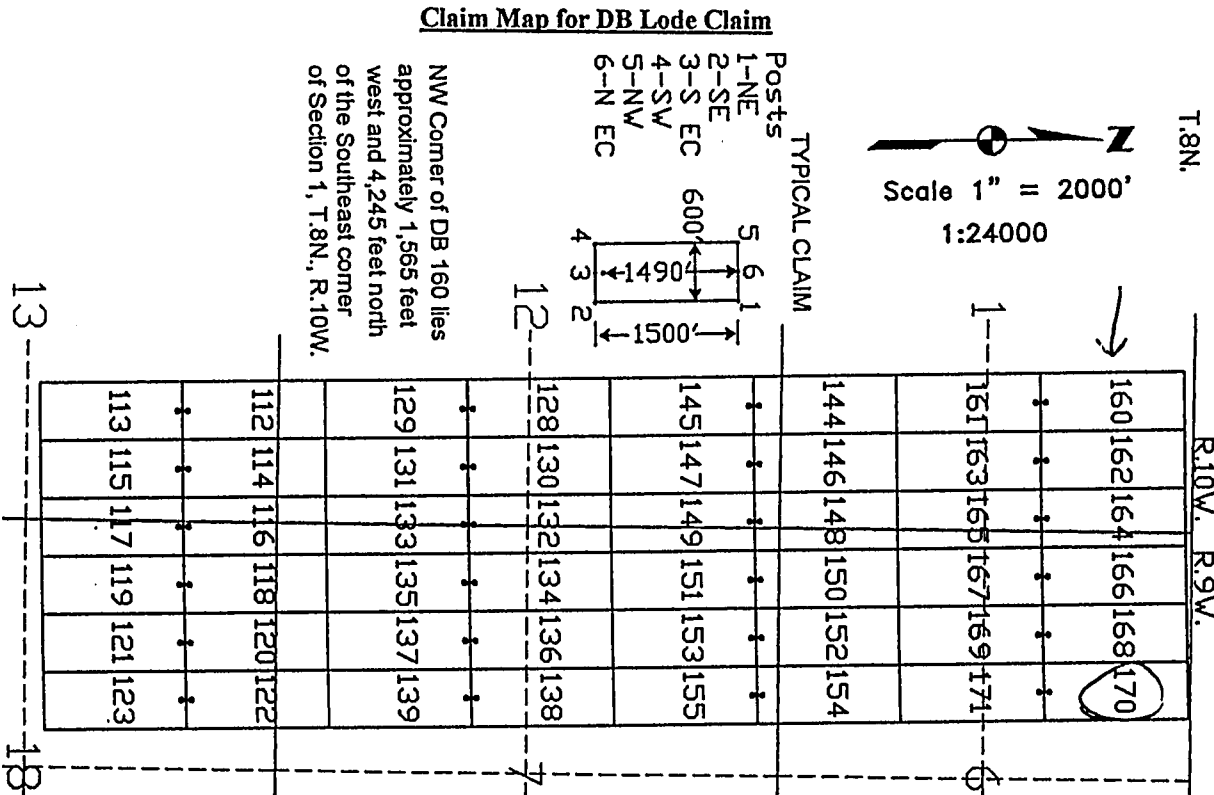 Claim Map for DB Lode Claim
T.8N.
R.10W. R.9W.
Z
Scale 1" = 2000'
1:24000
TYPICAL CLAIM
Posts
1-NE
2-SE
3-S EC
4-SW
5-NW
6-N EC
5 6 1
600'
1490'
1500'
4 3 2
NW Corner of DB 160 lies
approximately 1,565 feet
west and 4,245 feet north
of the Southeast corner
of Section 1, T.8N., R.10W.
160 162 164 166 168 170
1 161 163 165 167 169 171 6
144 146 148 150 152 154
145 147 149 151 153 155
12 128 130 132 134 136 138 7
129 131 133 135 137 139
112 114 116 118 120 122
113 115 117 119 121 123
13 18